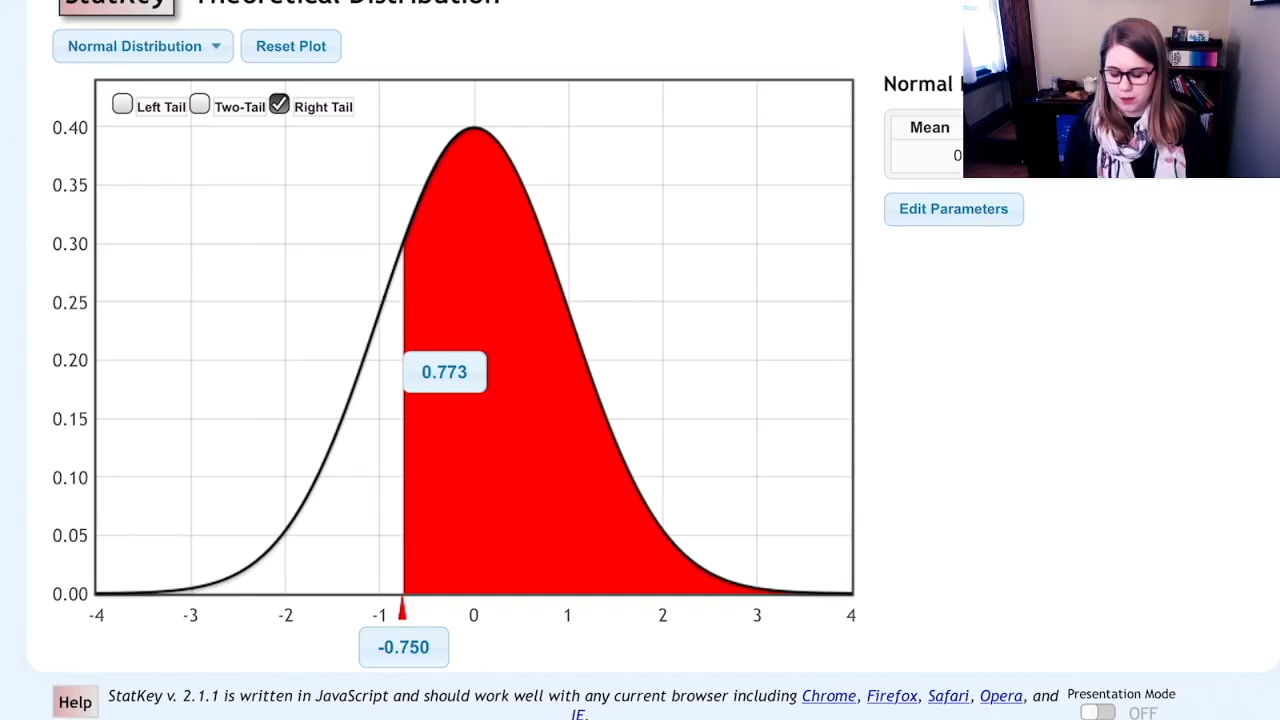 StatKey Theoretical Distribution
Normal Distribution Reset Plot
Left Tail Two-Tail Right Tail
Normal
Mean
0
Edit Parameters
0.40
0.35
0.30
0.25
0.20
0.15
0.10
0.05
0.00
0.773
-4 -3 -2 -1 0 1 2 3 4
-0.750
Help StatKey v. 2.1.1 is written in JavaScript and should work well with any current browser including Chrome, Firefox, Safari, Opera, and
IE.
Presentation Mode
OFF